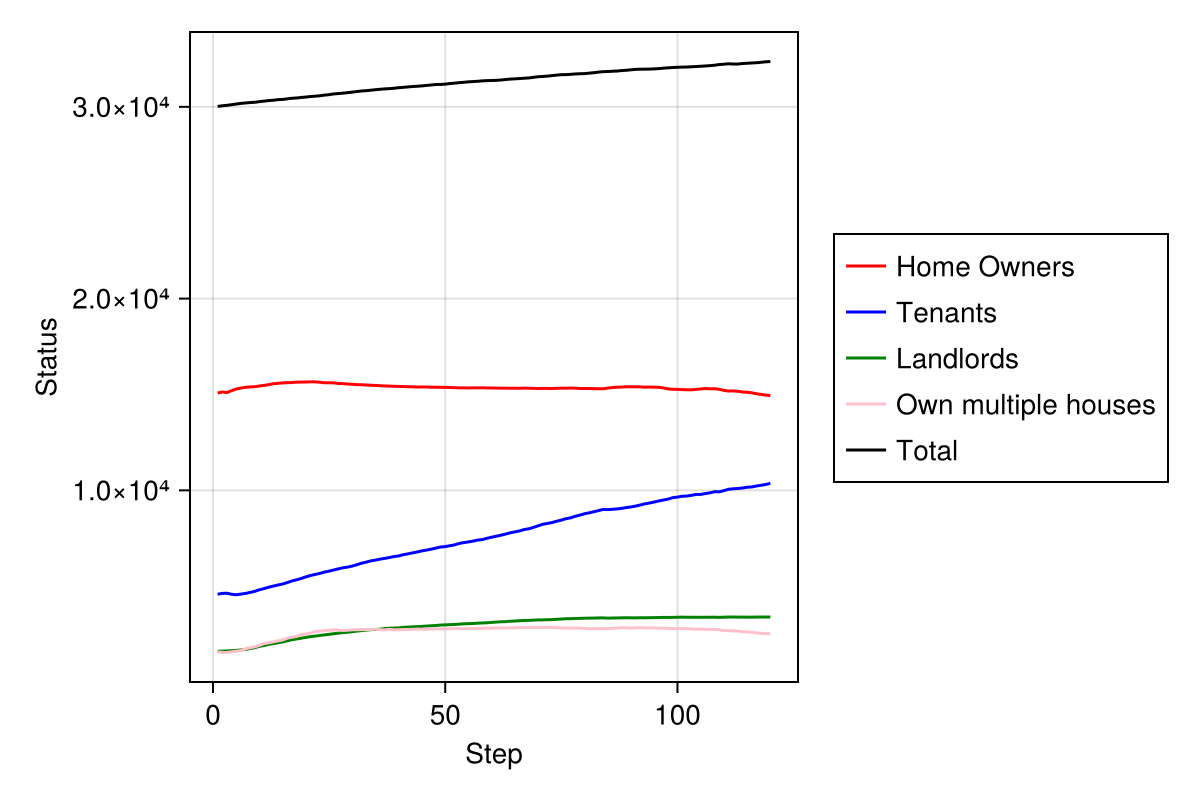 3.0×10⁴
2.0×10⁴
1.0×10⁴
Status
0
50
100
Step
Home Owners
Tenants
Landlords
Own multiple houses
Total